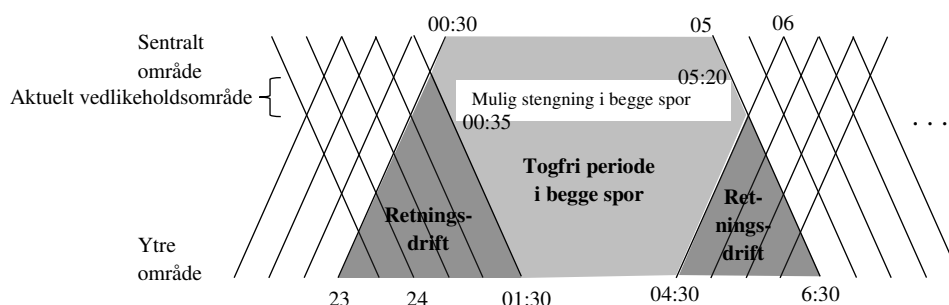 00:30
05
06
Sentralt
område
Aktuelt vedlikeholdsområde
05:20
Mulig stengning i begge spor
00:35
. . .
Togfri periode
i begge spor
Retnings-
drift
Ret-
nings-
drift
Ytre
område
23
24
01:30
04:30
6:30